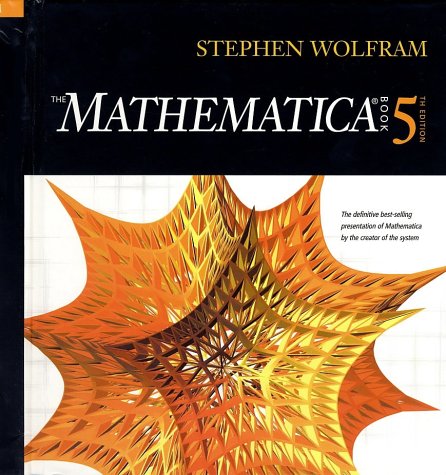 STEPHEN WOLFRAM
THE MATHEMATICA® BOOK 5TH EDITION
The definitive best-selling
presentation of Mathematica
by the creator of the system